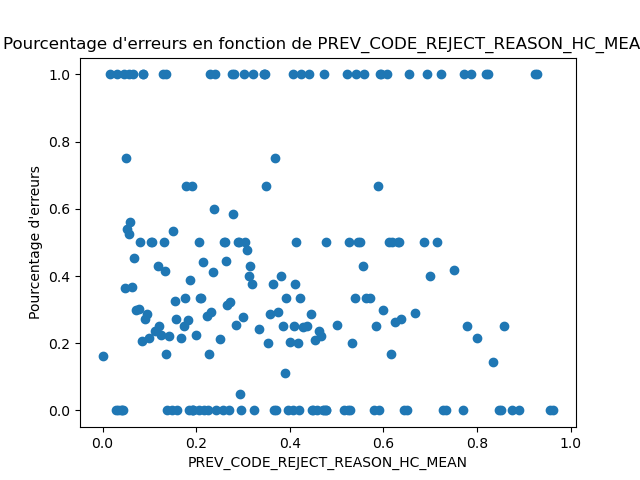 Pourcentage d'erreurs en fonction de PREV_CODE_REJECT_REASON_HC_MEA
1.0
0.8
0.6
0.4
0.2
0.0
Pourcentage d'erreurs
0.0 0.2 0.4 0.6 0.8 1.0
PREV_CODE_REJECT_REASON_HC_MEAN